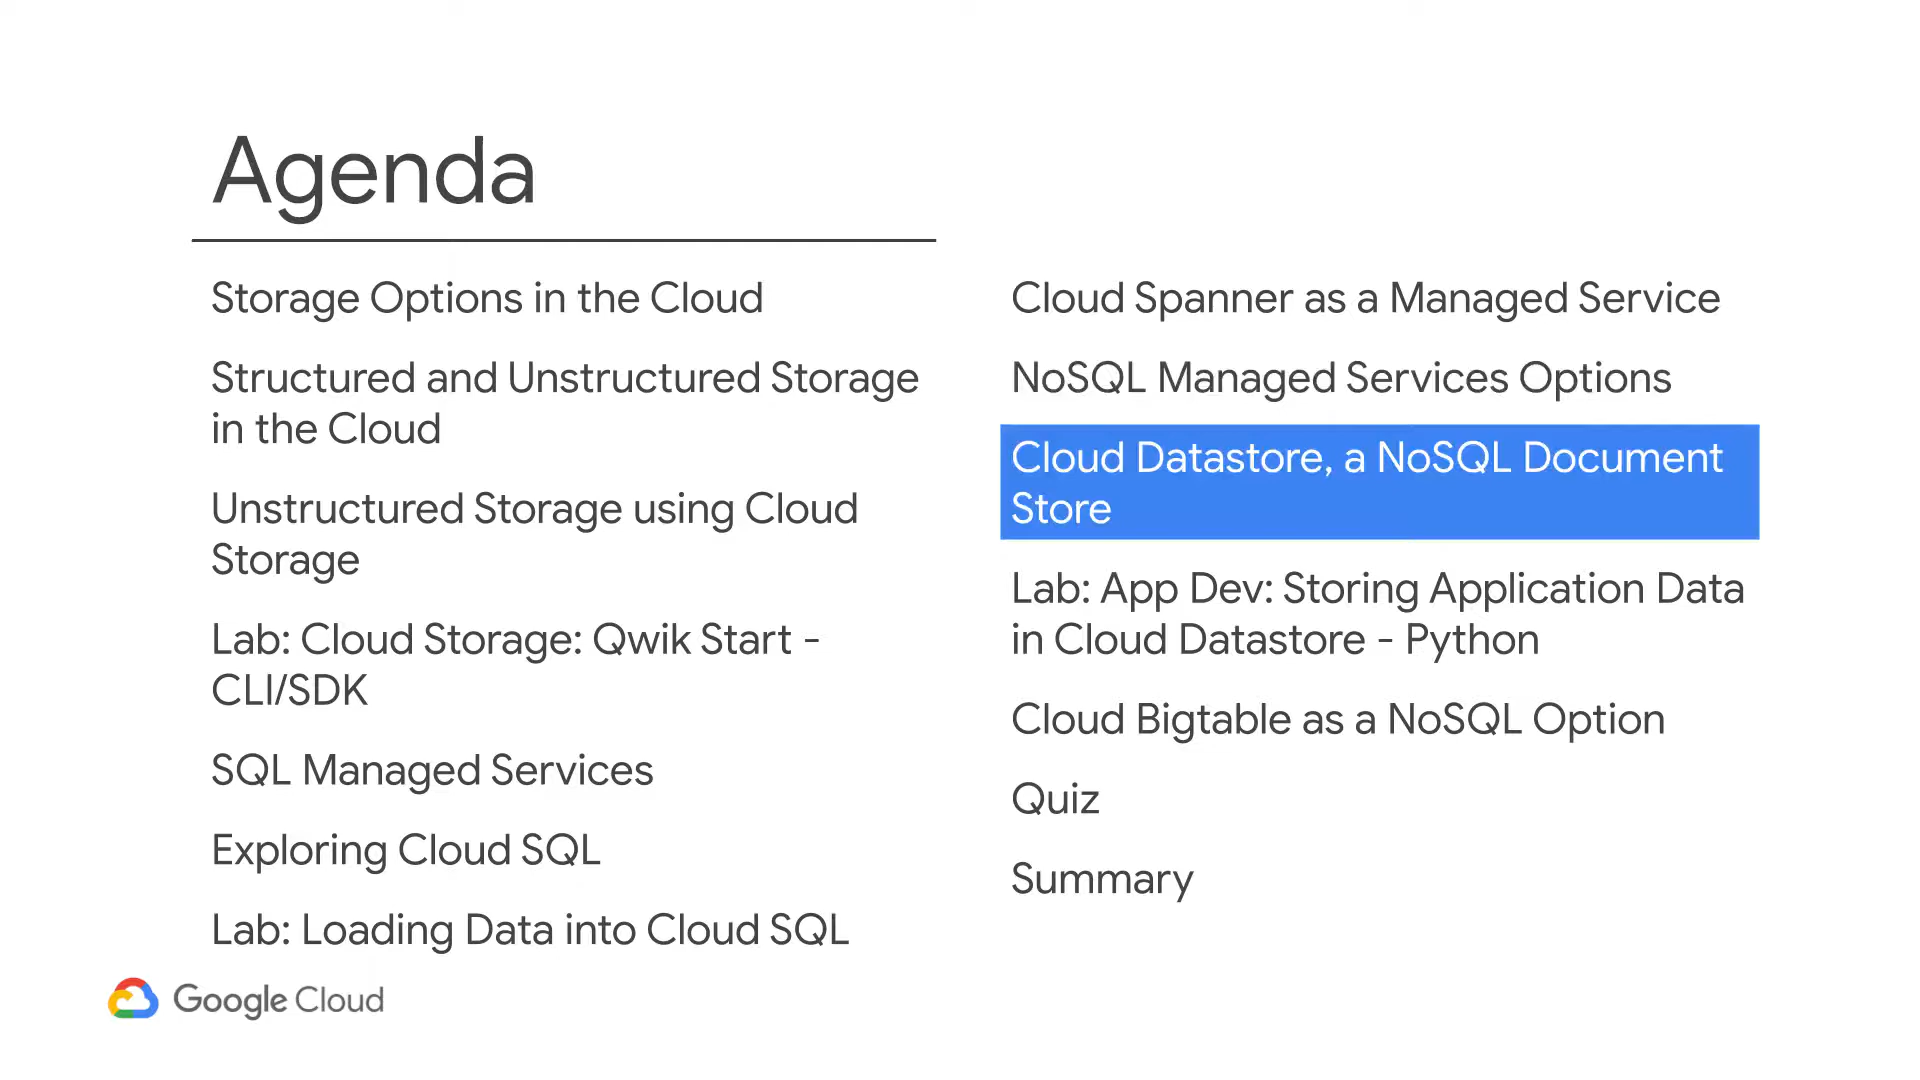 Agenda
Storage Options in the Cloud
Structured and Unstructured Storage
in the Cloud
Unstructured Storage using Cloud
Storage
Lab: Cloud Storage: Qwik Start -
CLI/SDK
SQL Managed Services
Exploring Cloud SQL
Lab: Loading Data into Cloud SQL
Cloud Spanner as a Managed Service
NoSQL Managed Services Options
Cloud Datastore, a NoSQL Document
Store
Lab: App Dev: Storing Application Data
in Cloud Datastore - Python
Cloud Bigtable as a NoSQL Option
Quiz
Summary
Google Cloud